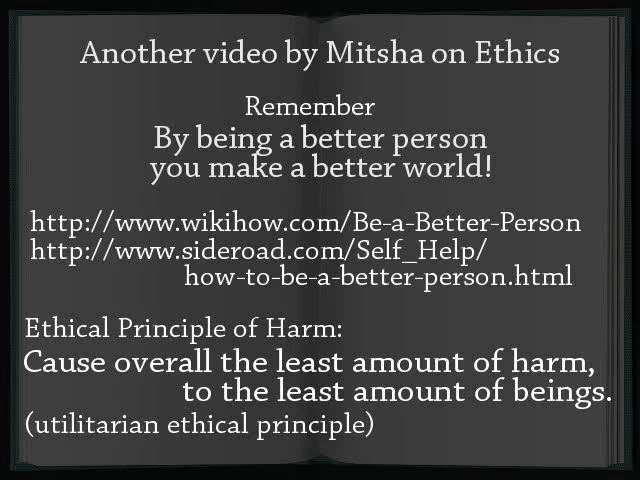 Another video by Mitsha on Ethics
Remember
By being a better person
you make a better world!
http://www.wikihow.com/Be-a-Better-Person
http://www.sideroad.com/Self_Help/
how-to-be-a-better-person.html
Ethical Principle of Harm:
Cause overall the least amount of harm,
to the least amount of beings.
(utilitarian ethical principle)